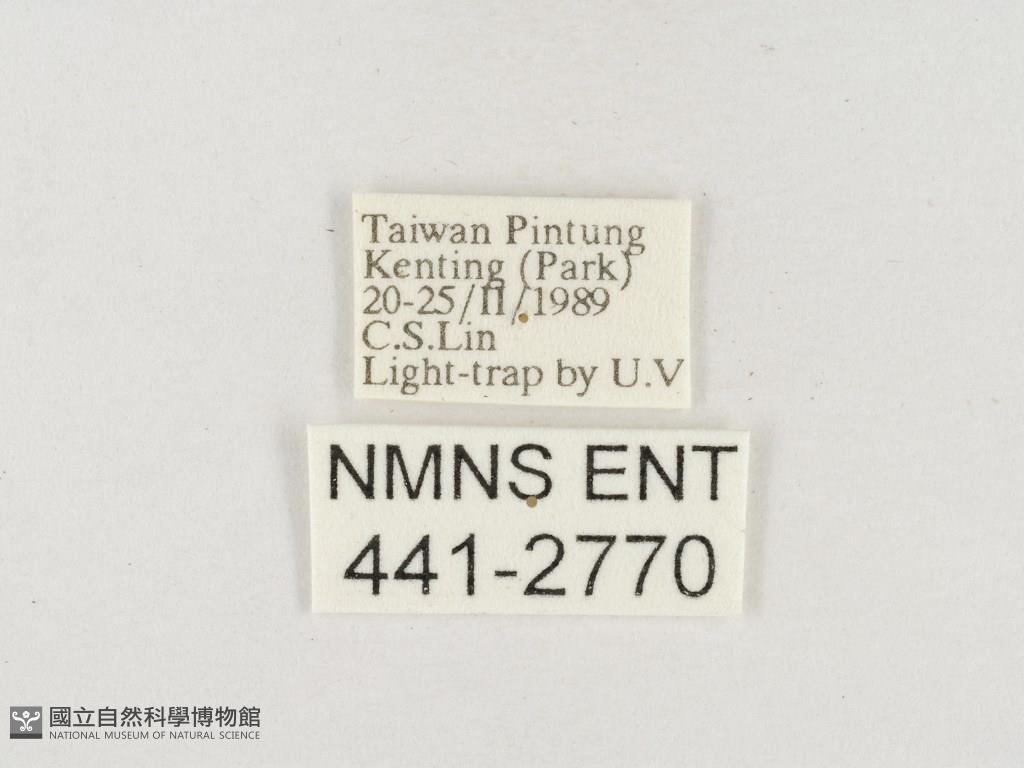 Taiwan Pintung
Kenting (Park)
20-25/II/1989
C.S.Lin
Light-trap by U.V
NMNS ENT
441-2770
國立自然科學博物館
NATIONAL MUSEUM OF NATURAL SCIENCE